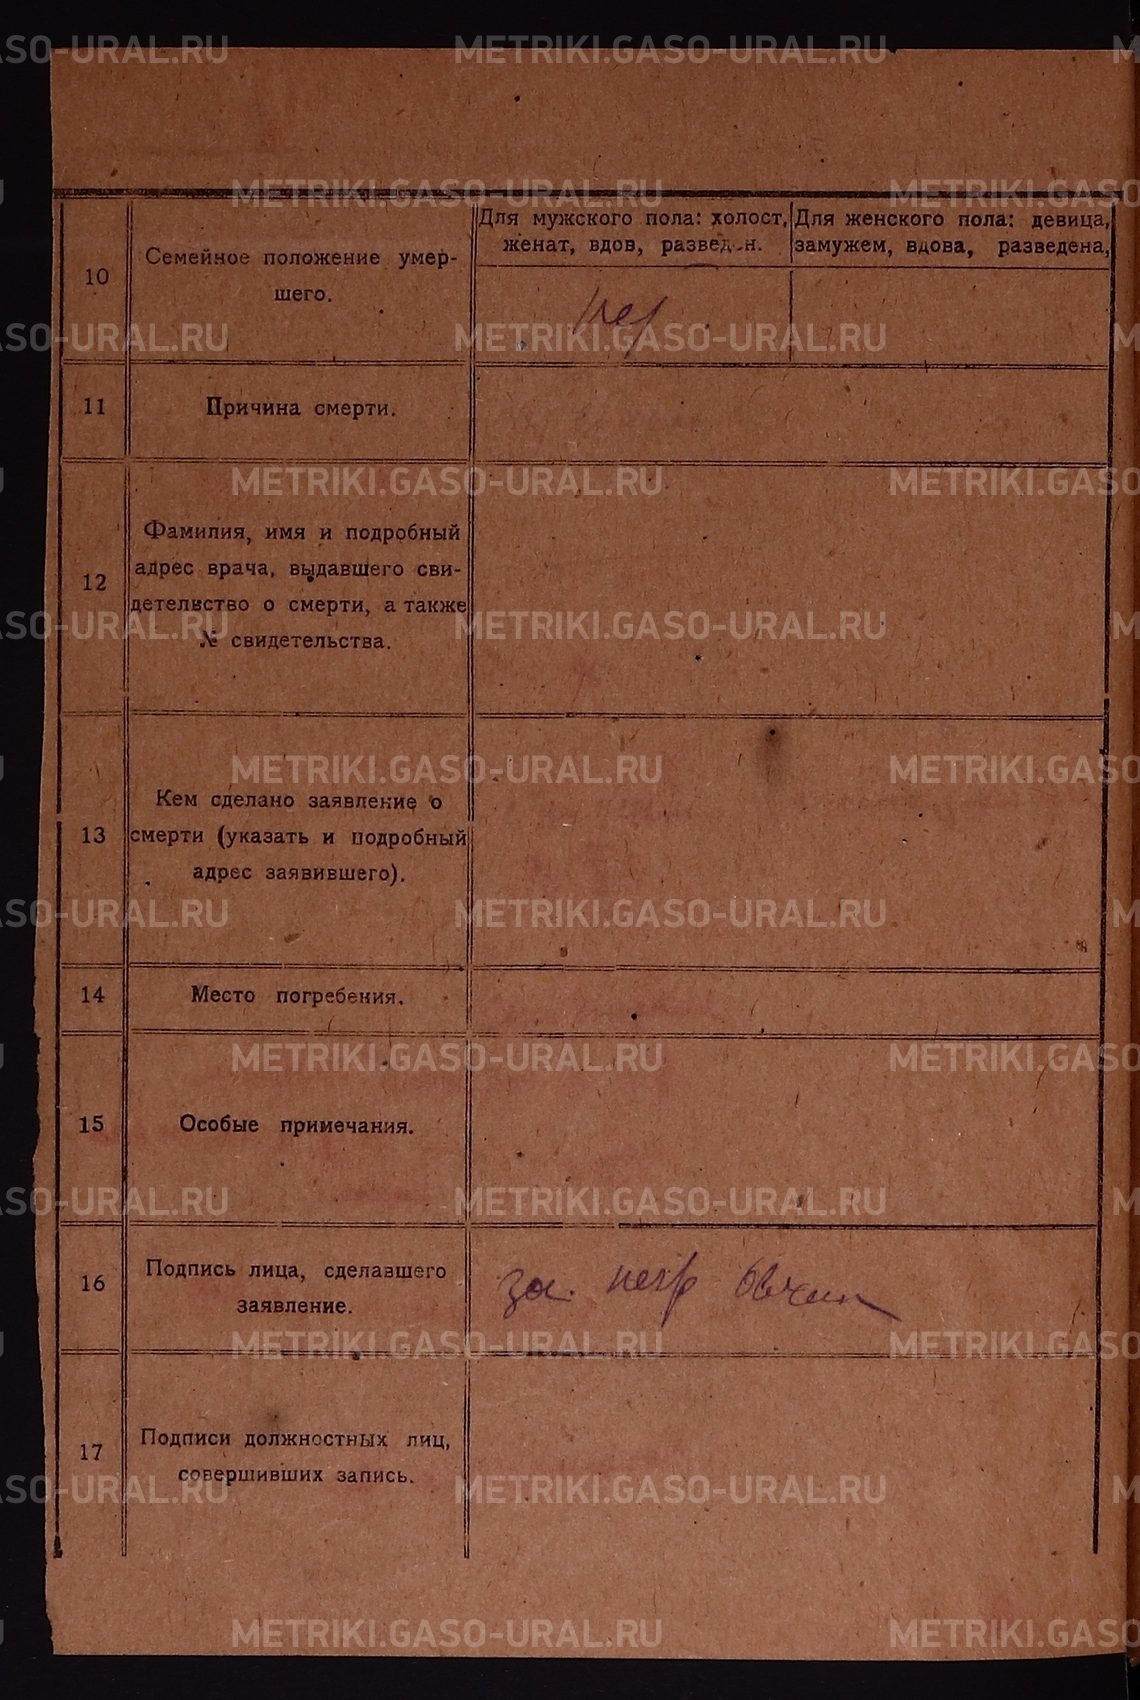 10
Семейное положение умер-
шего.
Для мужского пола: холост,
женат, вдов, разведен.
Для женского пола: девица,
замужем, вдова, разведена,
11
Причина смерти.
12
Фамилия, имя и подробный
адрес врача, выдавшего сви-
детельство о смерти, а также
№ свидетельства.
13
Кем сделано заявление о
смерти (указать и подробный
адрес заявившего).
14
Место погребения.
15
Особые примечания.
16
Подпись лица, сделавшего
заявление.
за
17
Подписи должностных лиц,
совершивших запись.
METRIKI.GASO-URAL.RU